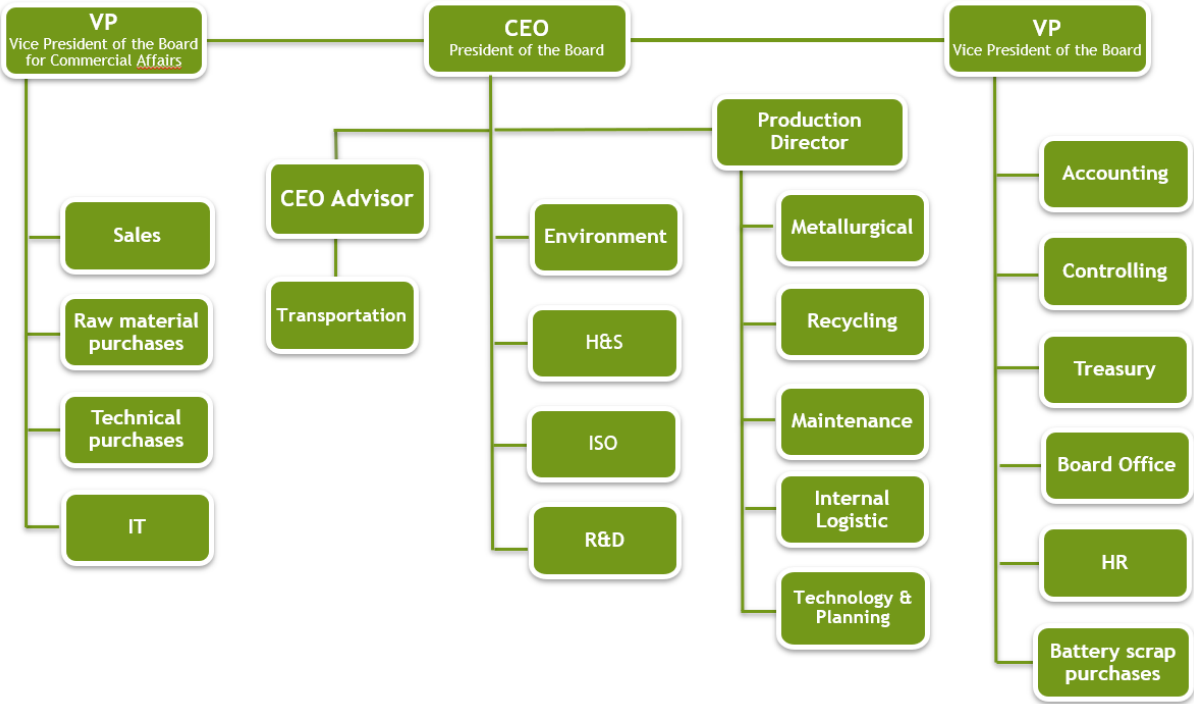 VP
Vice President of the Board
for Commercial Affairs
CEO
President of the Board
VP
Vice President of the Board
Sales
Raw material
purchases
Technical
purchases
IT
CEO Advisor
Transportation
Environment
H&S
ISO
R&D
Production
Director
Metallurgical
Recycling
Maintenance
Internal
Logistic
Technology &
Planning
Accounting
Controlling
Treasury
Board Office
HR
Battery scrap
purchases